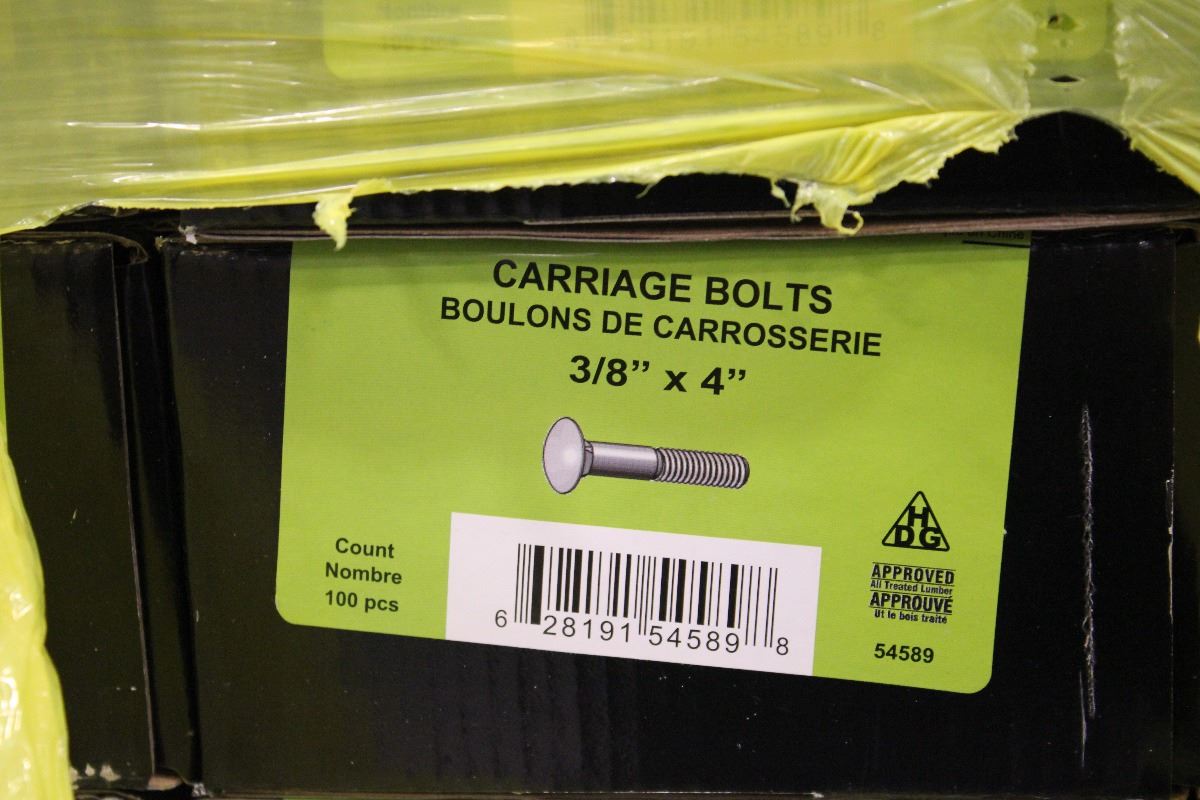 CARRIAGE BOLTS
BOULONS DE CARROSSERIE
3/8” x 4”
Count
Nombre
100 pcs
6 28191 54589 8
H
DG
APPROVED
All Treated Lumber
APPROUVÉ
Ut le bois traité
54589